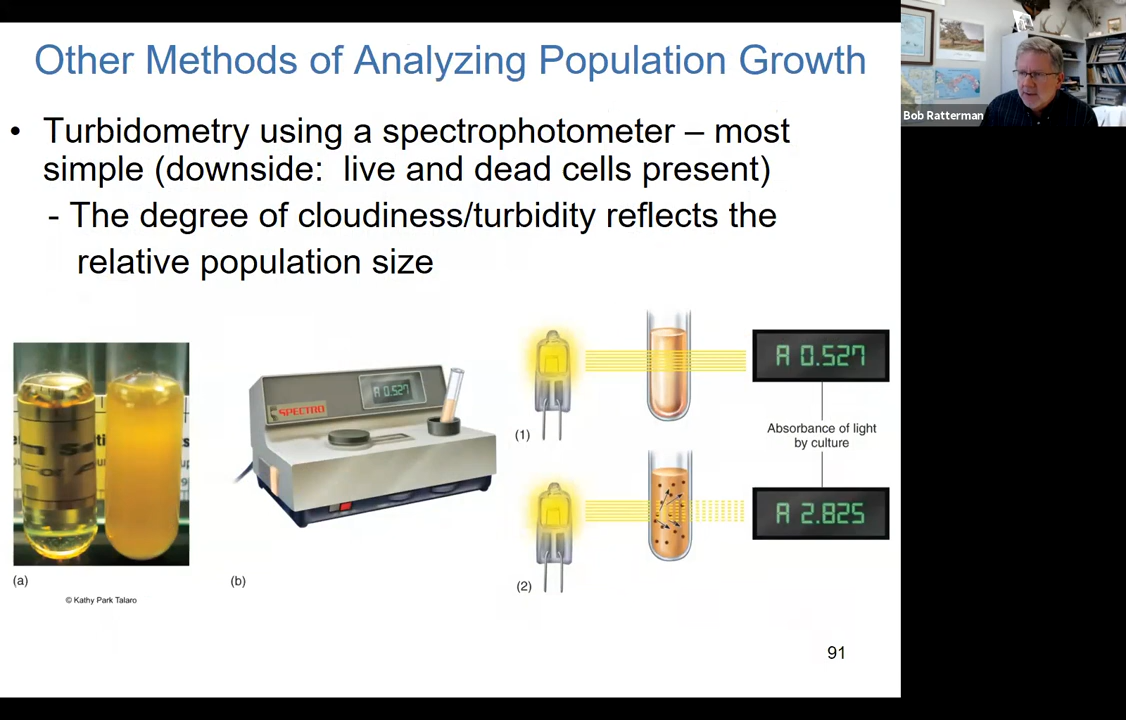 Other Methods of Analyzing Population Growth
• Turbidometry using a spectrophotometer – most
simple (downside: live and dead cells present)
- The degree of cloudiness/turbidity reflects the
relative population size
Bob Ratterman
A 0.527
SPECTRO
A 0.527
(1)
Absorbance of light
by culture
A 2.825
(a)
(b)
(2)
© Kathy Park Talaro
91